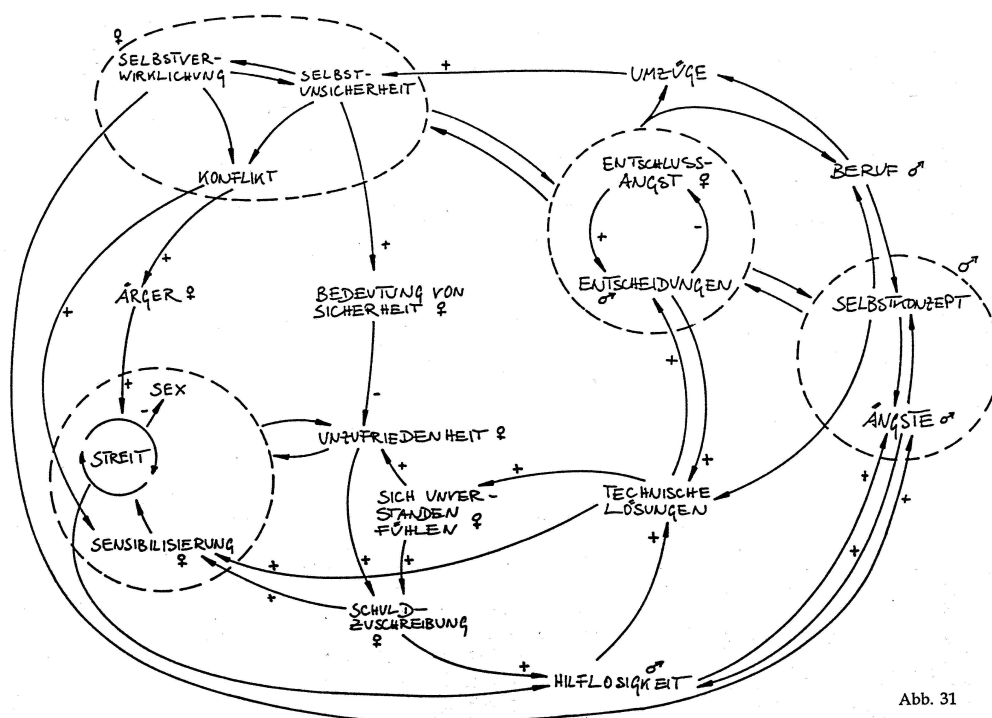 ♀
SELBSTVER-
WIRKLICHUNG
SELBST-
UNSICHERHEIT
+
UMZÜGE
KONFLIKT
ENTSCHLUSS-
ANGST ♀
BERUF ♂
+
-
+
+
+
ÄRGER ♀
BEDEUTUNG VON
SICHERHEIT ♀
ENTSCHEIDUNGEN
♂
♂
SELBSTKONZEPT
+
+
-
SEX
-
ÄNGSTE ♂
STREIT
UNZUFRIEDENHEIT ♀
+
+
+
SICH UNVER-
STANDEN
FÜHLEN ♀
TECHNISCHE
LÖSUNGEN
+
+
SENSIBILISIERUNG
♀
+
+
+
+
+
+
SCHULD-
ZUSCHREIBUNG
♀
+
♂
HILFLOSIGKEIT
Abb. 31